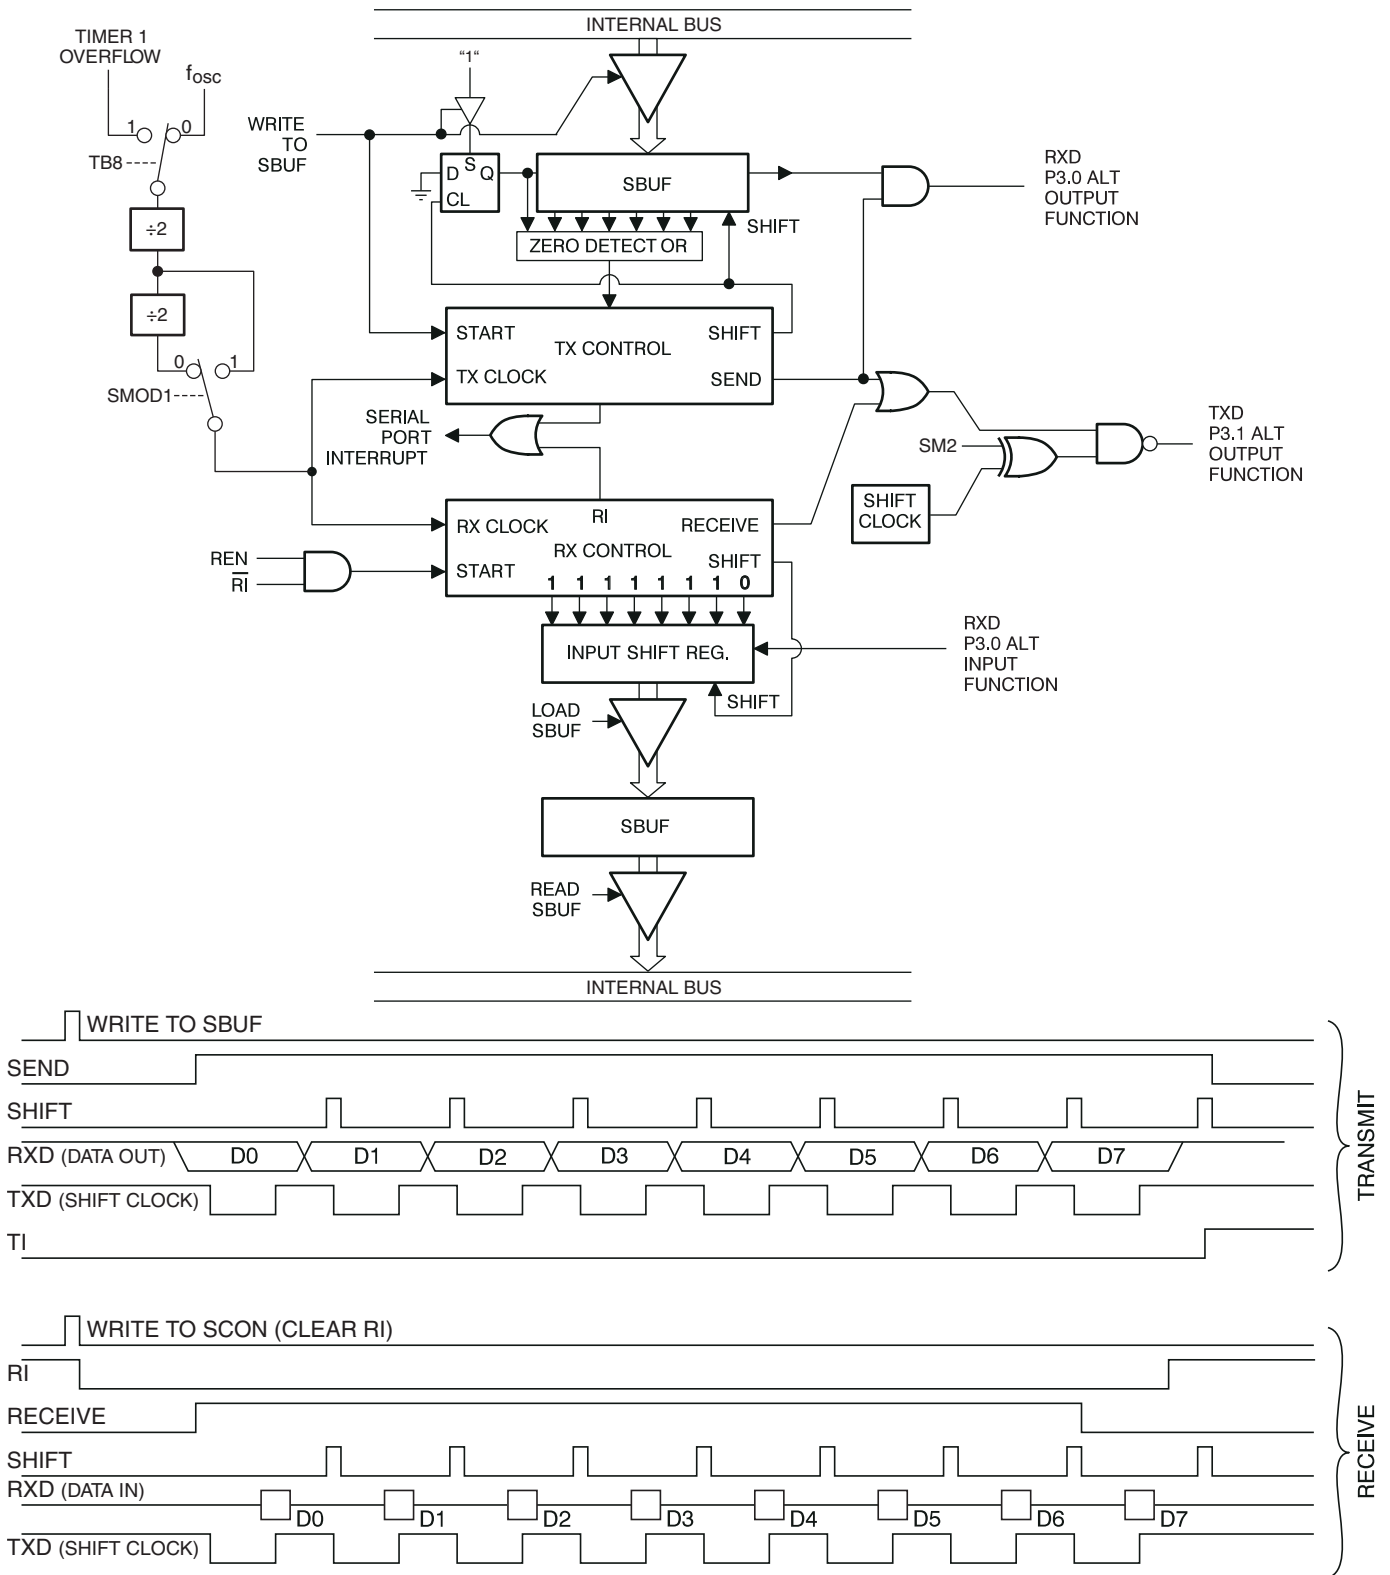 INTERNAL BUS
TIMER 1
OVERFLOW
fosc
"1"
1
0
TB8
WRITE
TO
SBUF
D
S
Q
CL
SBUF
SHIFT
ZERO DETECT OR
RXD
P3.0 ALT
OUTPUT
FUNCTION
÷2
÷2
0
1
SMOD1
START
TX CONTROL
SHIFT
TX CLOCK
SEND
SERIAL
PORT
INTERRUPT
SM2
SHIFT
CLOCK
TXD
P3.1 ALT
OUTPUT
FUNCTION
REN
RI
RX CLOCK
RI
RECEIVE
RX CONTROL
START
SHIFT
1 1 1 1 1 1 1 0
INPUT SHIFT REG.
RXD
P3.0 ALT
INPUT
FUNCTION
SHIFT
LOAD
SBUF
SBUF
READ
SBUF
INTERNAL BUS
WRITE TO SBUF
SEND
SHIFT
RXD (DATA OUT) D0 D1 D2 D3 D4 D5 D6 D7
TXD (SHIFT CLOCK)
TI
TRANSMIT
WRITE TO SCON (CLEAR RI)
RI
RECEIVE
SHIFT
RXD (DATA IN) D0 D1 D2 D3 D4 D5 D6 D7
TXD (SHIFT CLOCK)
RECEIVE